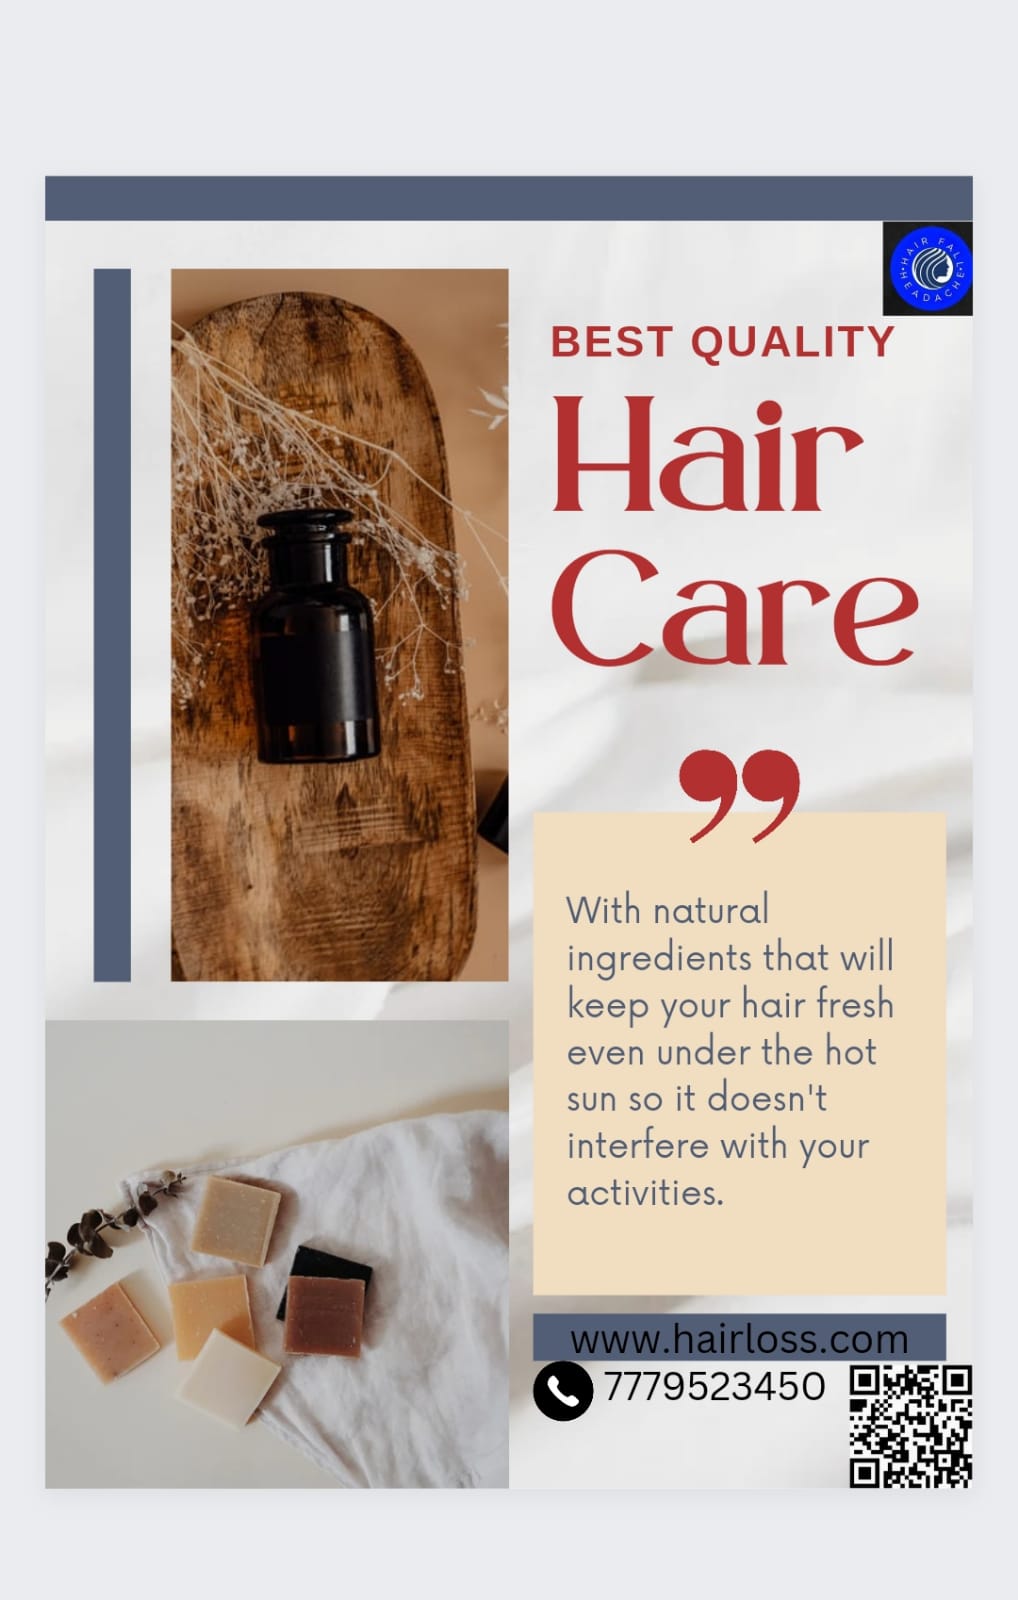 HAIR FALL
HEADACHE
BEST QUALITY
Hair
Care
”
With natural
ingredients that will
keep your hair fresh
even under the hot
sun so it doesn't
interfere with your
activities.
www.hairloss.com
7779523450